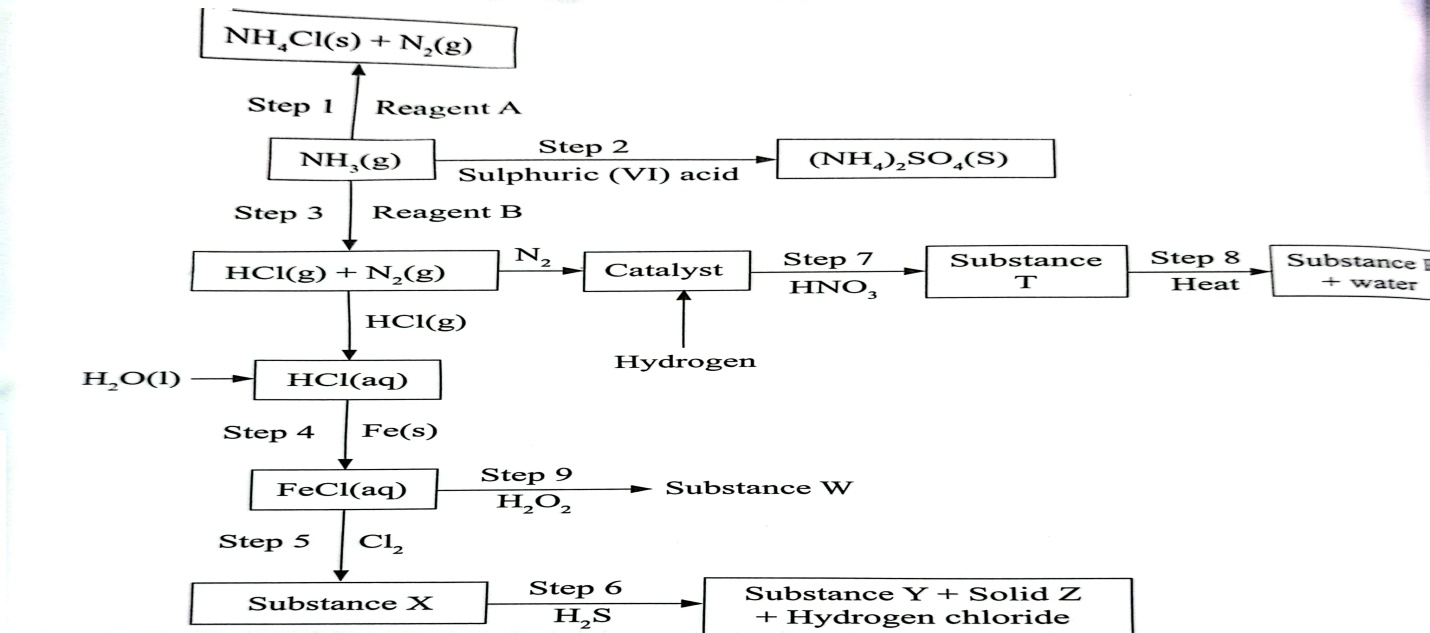 NH₄Cl(s) + N₂(g)
Step 1
Reagent A
NH₃(g)
Step 2
Sulphuric (VI) acid
(NH₄)₂SO₄(S)
Step 3
Reagent B
HCl(g) + N₂(g)
N₂
Catalyst
Step 7
HNO₃
Substance
T
Step 8
Heat
Substance
+ water
HCl(g)
Hydrogen
H₂O(l)
HCl(aq)
Step 4
Fe(s)
FeCl(aq)
Step 9
H₂O₂
Substance W
Step 5
Cl₂
Substance X
Step 6
H₂S
Substance Y + Solid Z
+ Hydrogen chloride